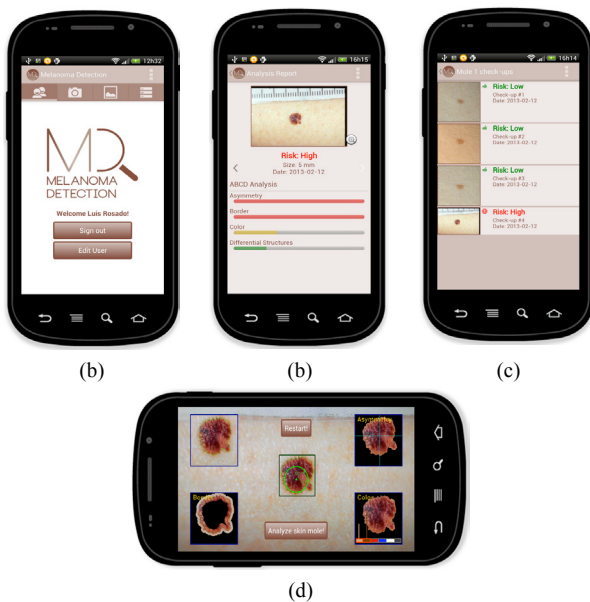 12h32
Melanoma Detection
MD
MELANOMA
DETECTION
Welcome Luis Rosado!
Sign out
Edit User
(b)
16h15
Analysis Report
Risk: High
Size: 5 mm
Date: 2013-02-12
ABCD Analysis
Asymmetry
Border
Color
Differential Structures
(b)
16h14
Mole 1 check-ups
Risk: Low
Check-up #1
Date: 2013-02-12
Risk: Low
Check-up #2
Date: 2013-02-12
Risk: Low
Check-up #3
Date: 2013-02-12
Risk: High
Check-up #4
Date: 2013-02-12
(c)
Restart!
Asymmetry
Border
Color
Analyze skin mole!
(d)